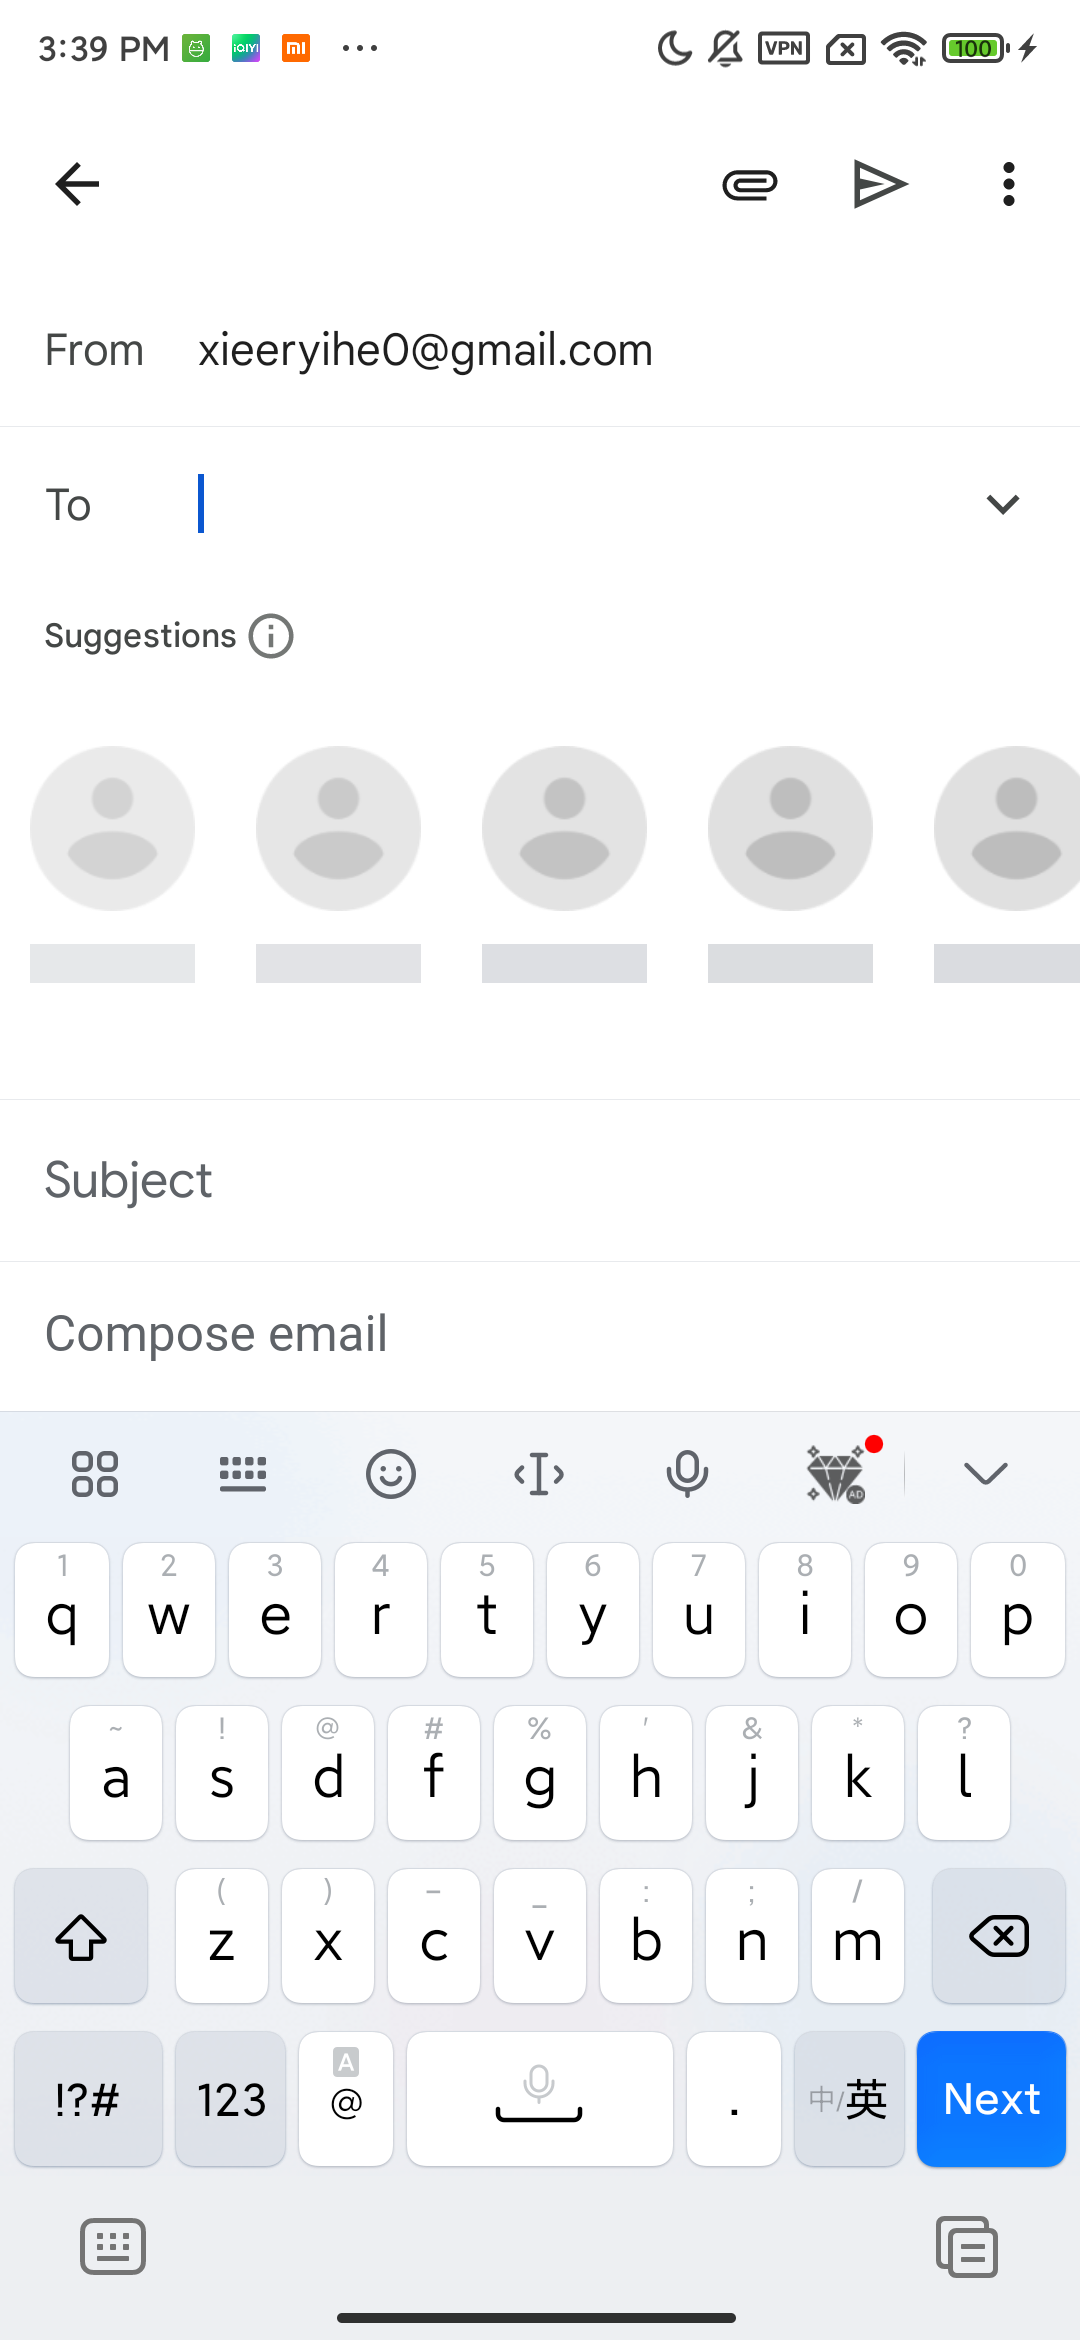 3:39 PM iQIYI mi ... VPN 100
From xieeryihe0@gmail.com
To
Suggestions
Subject
Compose email
AD
1 2 3 4 5 6 7 8 9 0
q w e r t y u i o p
~ ! @ # % ' & * ?
a s d f g h j k l
( ) – _ : ; /
z x c v b n m
A
!?# 123 @ . 中/英 Next